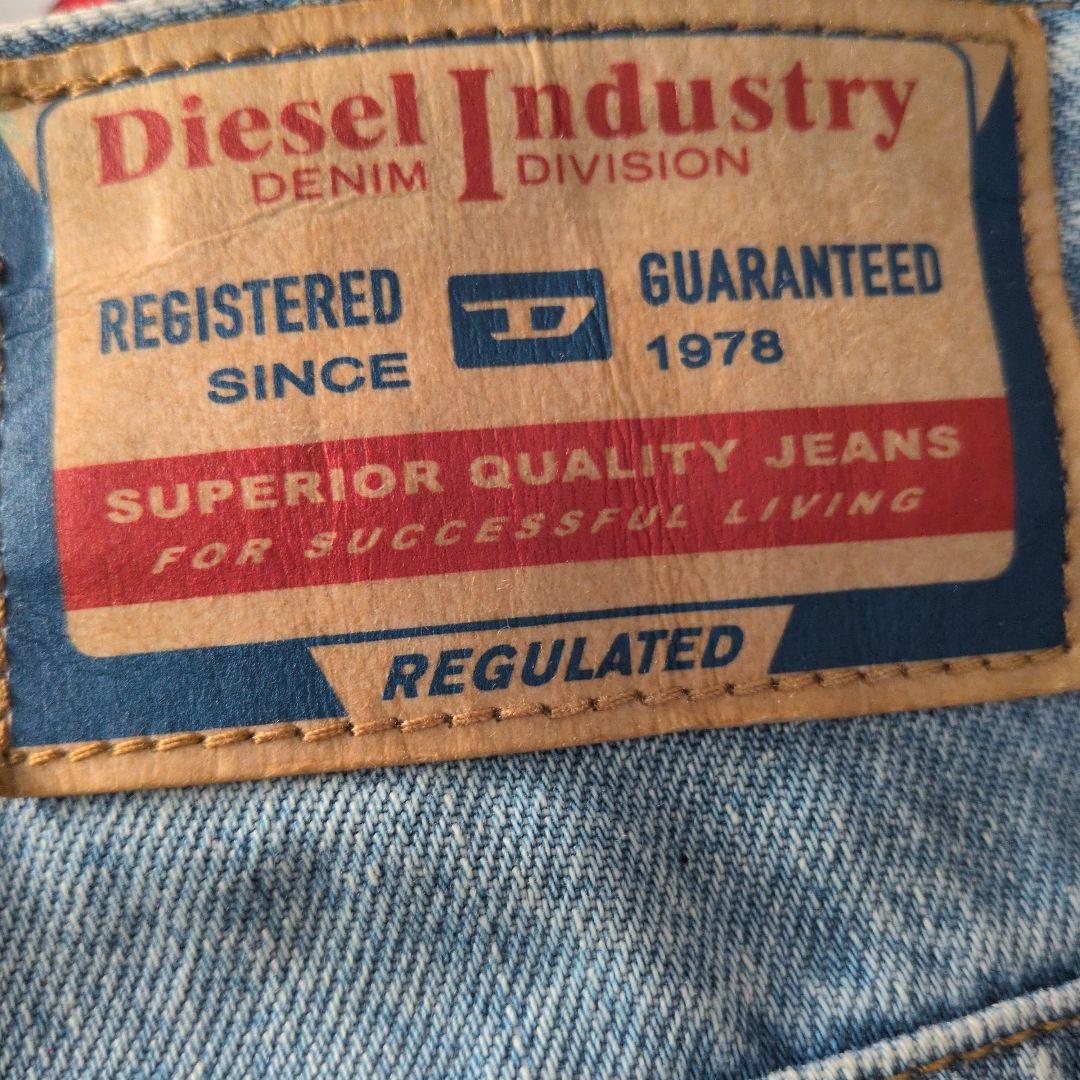 Diesel Industry
DENIM DIVISION
REGISTERED D GUARANTEED
SINCE 1978
SUPERIOR QUALITY JEANS
FOR SUCCESSFUL LIVING
REGULATED